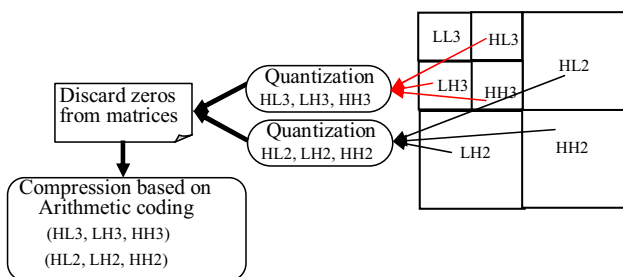 LL3
HL3
HL2
LH3
HH3
LH2
HH2
Quantization
HL3, LH3, HH3
Quantization
HL2, LH2, HH2
Discard zeros
from matrices
Compression based on
Arithmetic coding
(HL3, LH3, HH3)
(HL2, LH2, HH2)